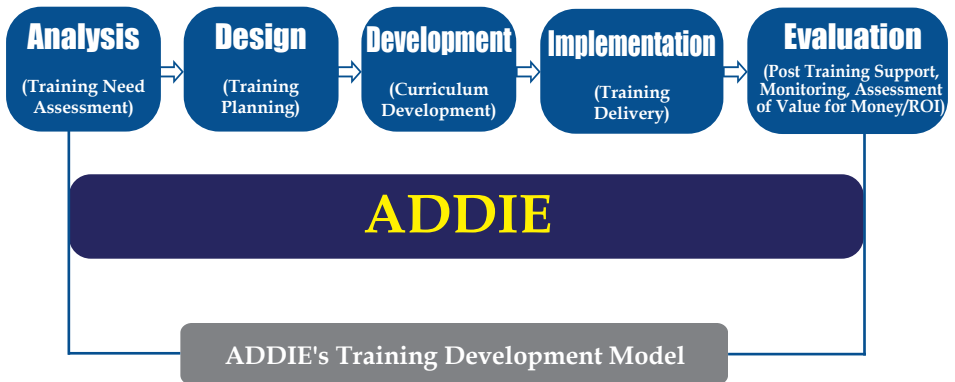 Analysis
(Training Need
Assessment)
Design
(Training
Planning)
Development
(Curriculum
Development)
Implementation
(Training
Delivery)
Evaluation
(Post Training Support,
Monitoring, Assessment
of Value for Money/ROI)
ADDIE
ADDIE's Training Development Model